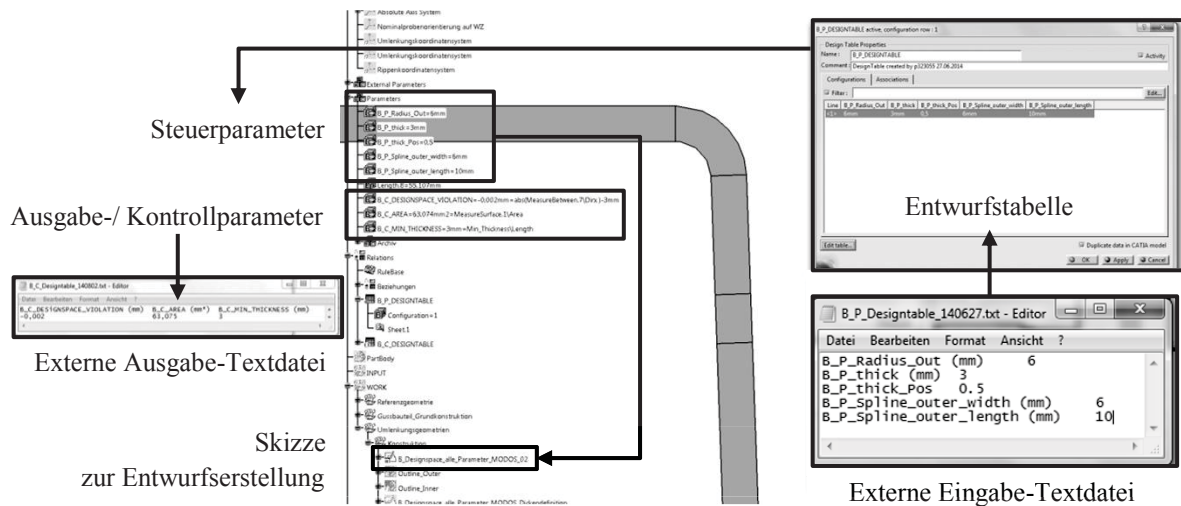 Steuerparameter
Ausgabe-/ Kontrollparameter
B_C_Designtable_140802.txt - Editor
Datei Bearbeiten Format Ansicht ?
B_C_DESIGNSPACE_VIOLATION (mm) B_C_AREA (mm²) B_C_MIN_THICKNESS (mm)
-0,002 63,075 3
Externe Ausgabe-Textdatei
Skizze
zur Entwurfserstellung
Absolute Axis System
Nominalprobenorientierung auf WZ
Umlenkungskoordinatensystem
Umlenkungskoordinatensystem
Rippenkoordinatensystem
External Parameters
Parameters
B_P_Radius_Out=6mm
B_P_thick=3mm
B_P_thick_Pos=0,5
B_P_Spline_outer_width=6mm
B_P_Spline_outer_length=10mm
Length.6=55,107mm
B_C_DESIGNSPACE_VIOLATION=-0,002mm=abs(MeasureBetween.7\Dirx)-3mm
B_C_AREA=63,074mm2=MeasureSurface.1\Area
B_C_MIN_THICKNESS=3mm=Min_Thickness\Length
Archiv
Relations
RuleBase
Beziehungen
B_P_DESIGNTABLE
Configuration=1
Sheet.1
B_C_DESIGNTABLE
PartBody
INPUT
WORK
Referenzgeometrie
Gussbauteil_Grundkonstruktion
Umlenkungsgeometrien
Konstruktion
B_Designspace_alle_Parameter_MODOS_02
Outline_Outer
Outline_Inner
B_Designspace_alle_Parameter_MODOS_Dickendefinition
B_P_DESIGNTABLE active, configuration row : 1
Design Table Properties
Name : B_P_DESIGNTABLE Activity
Comment : DesignTable created by p323055 27.06.2014
Configurations Associations
Filter : Edit...
Line B_P_Radius_Out B_P_thick B_P_thick_Pos B_P_Spline_outer_width B_P_Spline_outer_length
<1> 6mm 3mm 0,5 6mm 10mm
Entwurfstabelle
Edit table... Duplicate data in CATIA model
OK Apply Cancel
B_P_Designtable_140627.txt - Editor
Datei Bearbeiten Format Ansicht ?
B_P_Radius_Out (mm) 6
B_P_thick (mm) 3
B_P_thick_Pos 0.5
B_P_Spline_outer_width (mm) 6
B_P_Spline_outer_length (mm) 10
Externe Eingabe-Textdatei